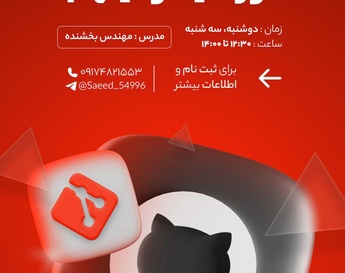 زمان : دوشنبه، سه شنبه
ساعت : ۱۲:۳۰ تا ۱۴:۰۰
مدرس : مهندس بخشنده
برای ثبت نام و
اطلاعات بیشتر
۰۹۱۷۴۸۲۱۵۵۳
@Saeed_54996